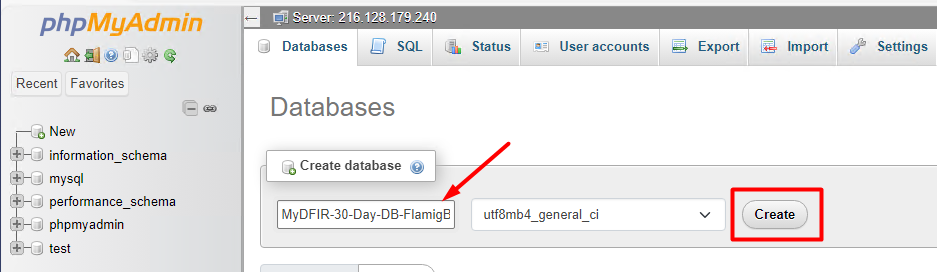 phpMyAdmin
Recent Favorites
New
information_schema
mysql
performance_schema
phpmyadmin
test
Server: 216.128.179.240
Databases SQL Status User accounts Export Import Settings
Databases
Create database
MyDFIR-30-Day-DB-FlamigB utf8mb4_general_ci Create